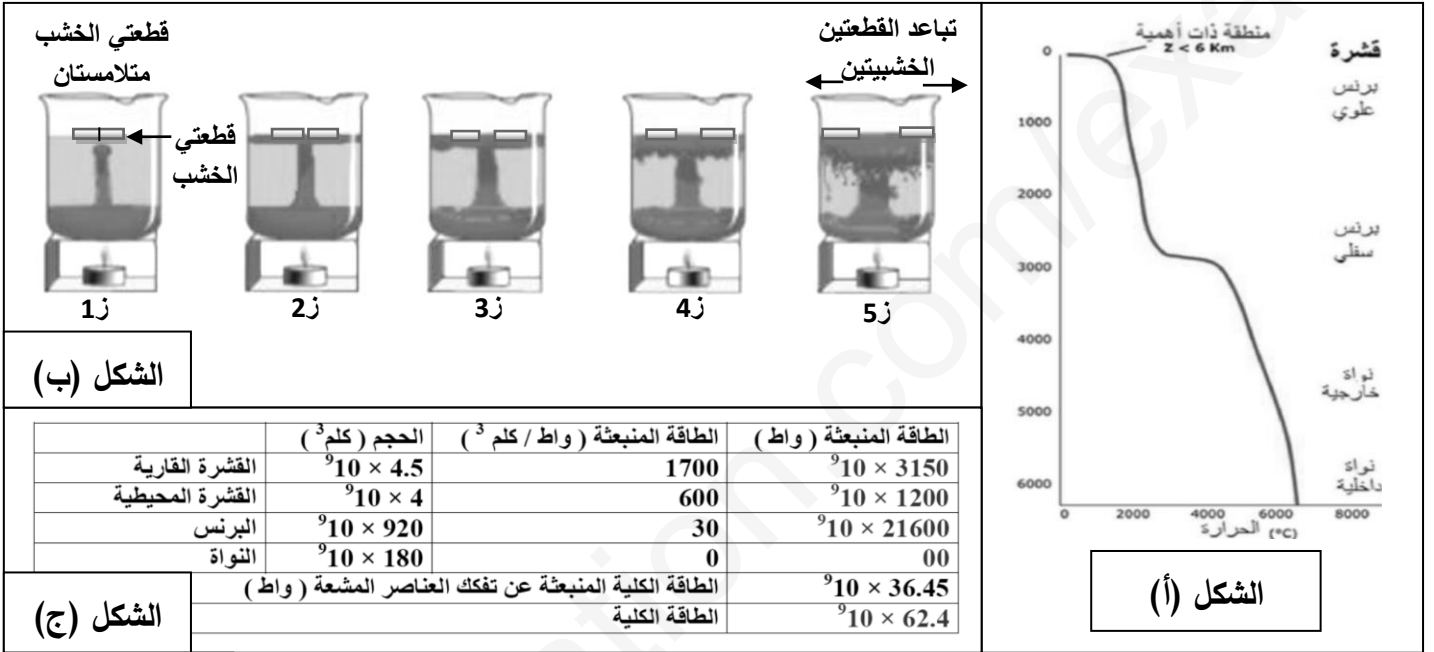 قطعتي الخشب
متلامستان
تباعد القطعتين
الخشبيتين
قطعتي
الخشب
ز1 ز2 ز3 ز4 ز5
الشكل (ب)
منطقة ذات أهمية
Z < 6 Km
قشرة
برنس
علوي
برنس
سفلي
نواة
خارجية
نواة
داخلية
0
1000
2000
3000
4000
5000
6000
0 2000 4000 6000 8000
الحرارة (°C)
الشكل (أ)
الحجم ( كلم³ ) الطاقة المنبعثة ( واط / كلم ³ ) الطاقة المنبعثة ( واط )
القشرة القارية 4.5 × 10⁹ 1700 3150 × 10⁹
القشرة المحيطية 4 × 10⁹ 600 1200 × 10⁹
البرنس 920 × 10⁹ 30 21600 × 10⁹
النواة 180 × 10⁹ 0 00
الطاقة الكلية المنبعثة عن تفكك العناصر المشعة ( واط ) 36.45 × 10⁹
الطاقة الكلية 62.4 × 10⁹
الشكل (ج)